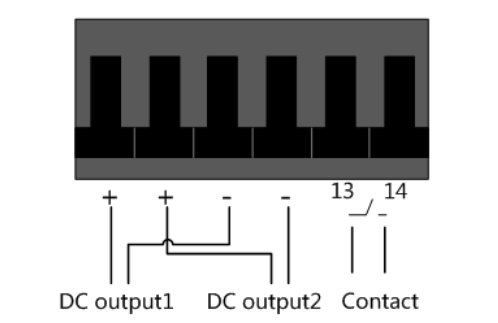 + + - - 13 14
DC output1 DC output2 Contact